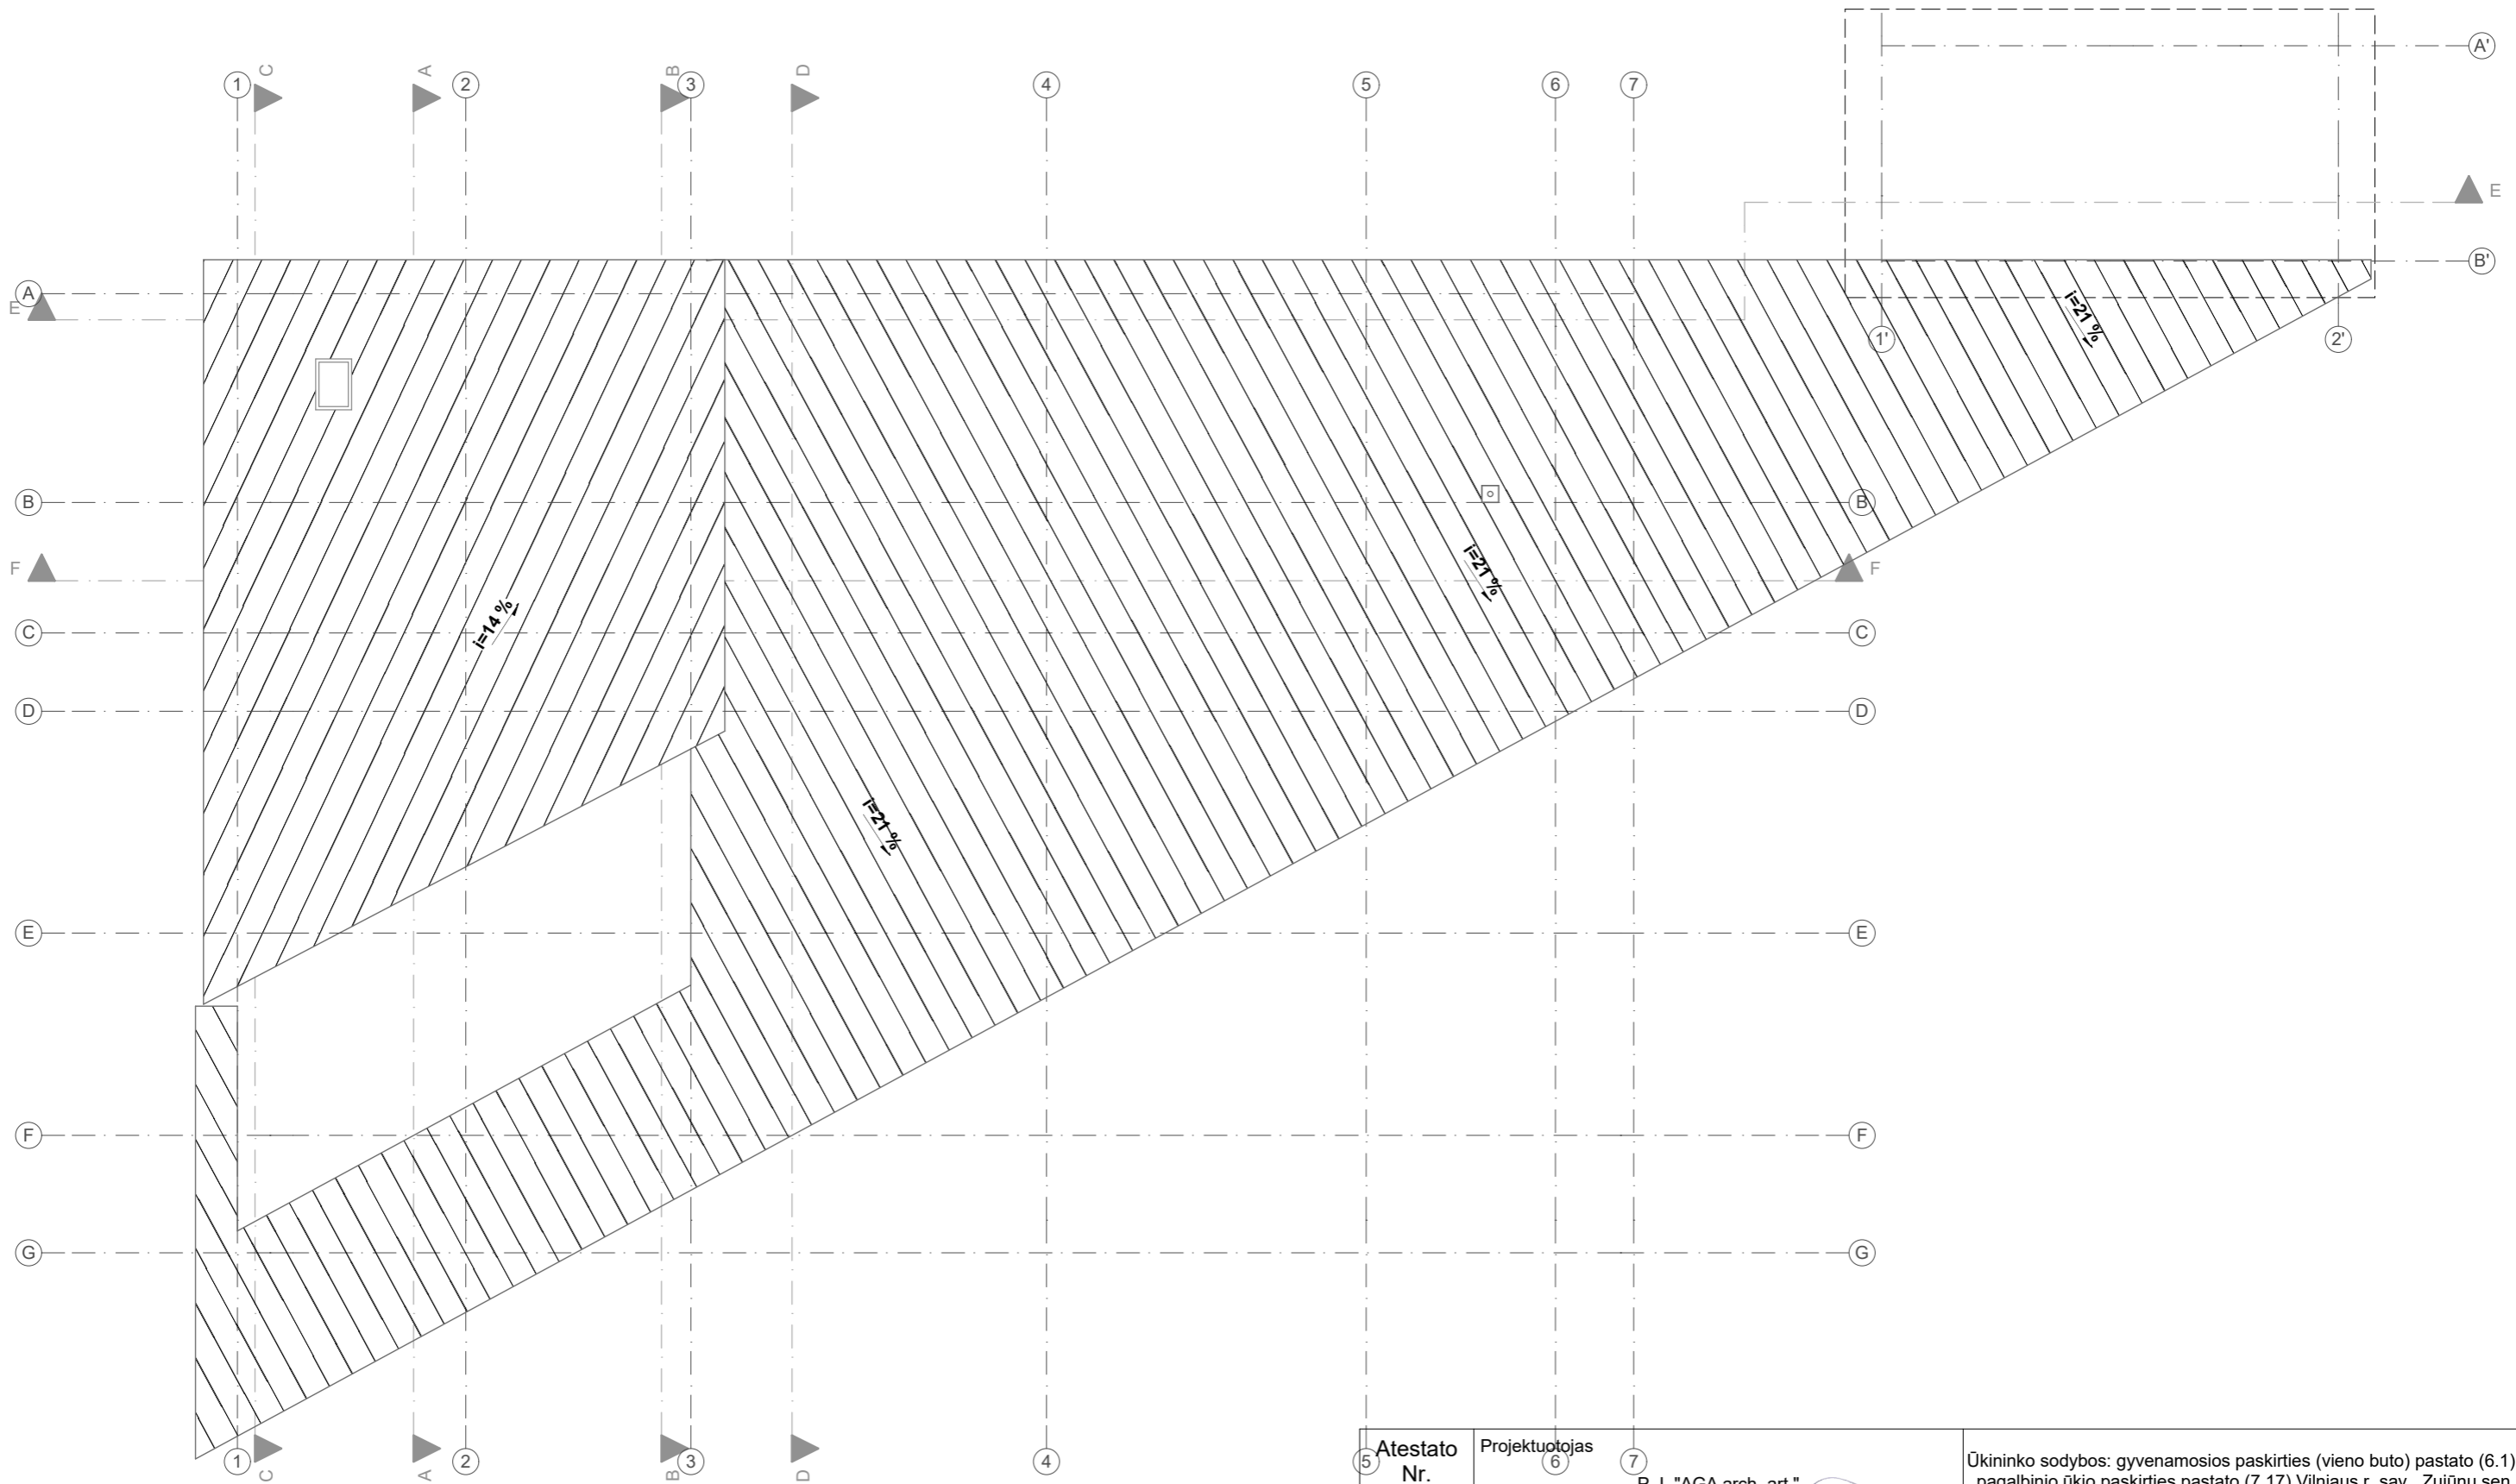 A'
C A B D
1 2 3 4 5 6 7
E
B'
A
E
i=21 %
1' 2'
B B
i=21 %
F F
i=14 %
C C
D D
i=21 %
E E
F F
G G
1 2 3 4 5 6 7
C A B D
Atestato
Nr.
Projektuotojas
Ūkininko sodybos: gyvenamosios paskirties (vieno buto) pastato (6.1)